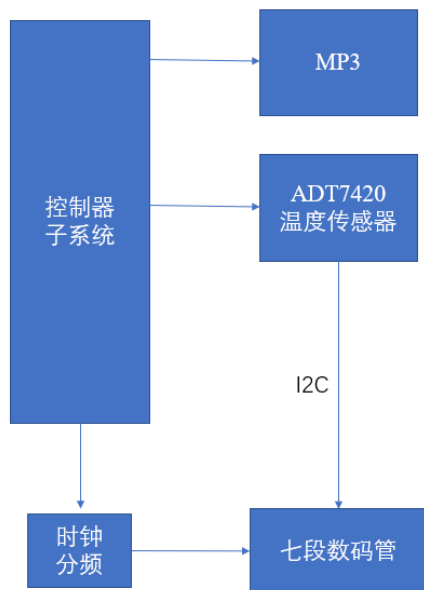 MP3
控制器
子系统
ADT7420
温度传感器
I2C
时钟
分频
七段数码管